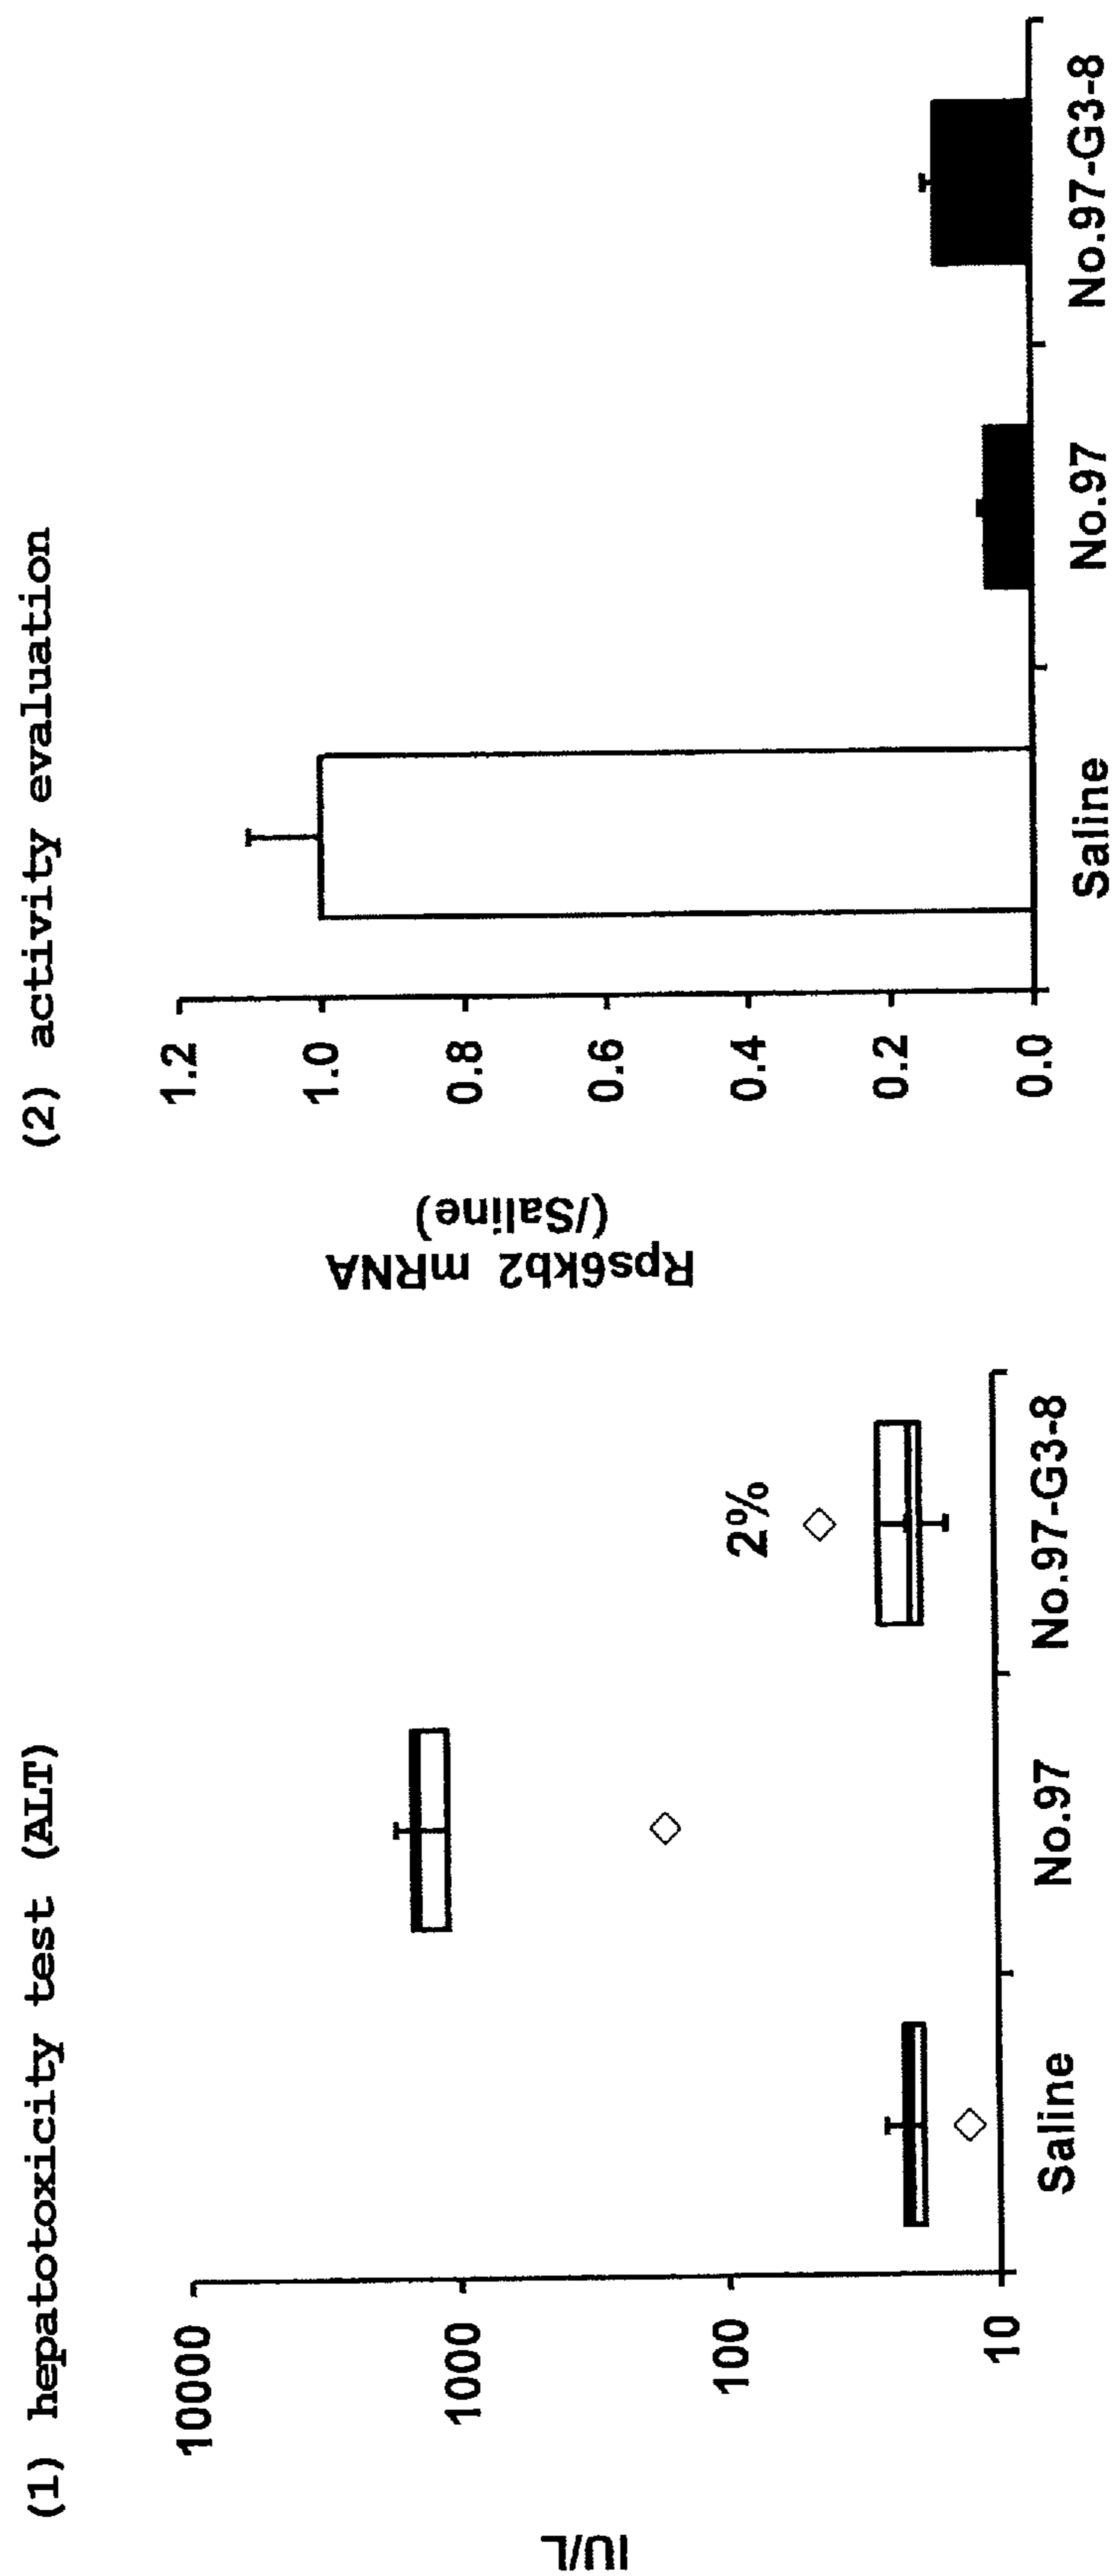 (1) hepatotoxicity test (ALT)
IU/L
10000
1000
100
10
2%
Saline
No.97
No.97-G3-8
(2) activity evaluation
Rps6kb2 mRNA
(/Saline)
1.2
1.0
0.8
0.6
0.4
0.2
0.0
Saline
No.97
No.97-G3-8